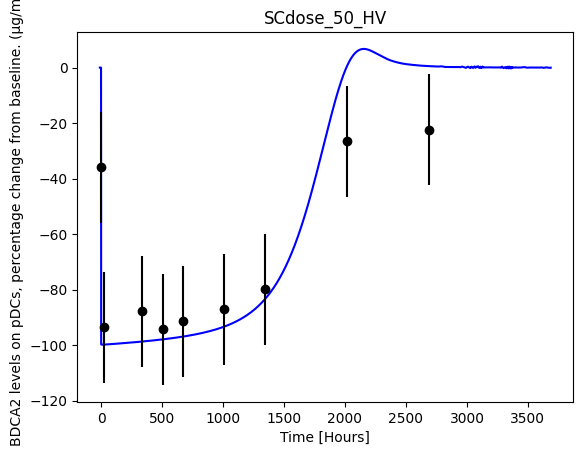 SCdose_50_HV
BDCA2 levels on pDCs, percentage change from baseline. (μg/m
0
−20
−40
−60
−80
−100
−120
0 500 1000 1500 2000 2500 3000 3500
Time [Hours]